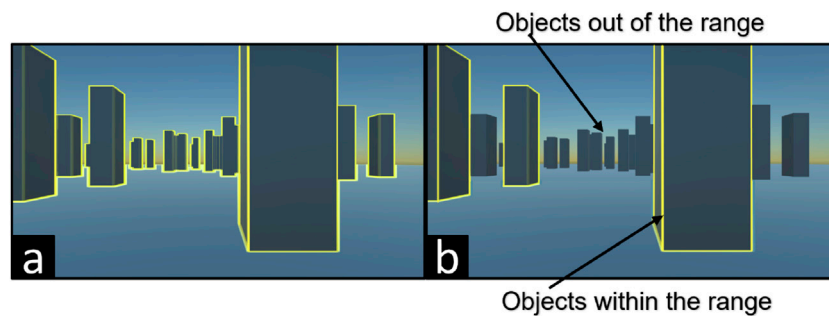 Objects out of the range
a
b
Objects within the range